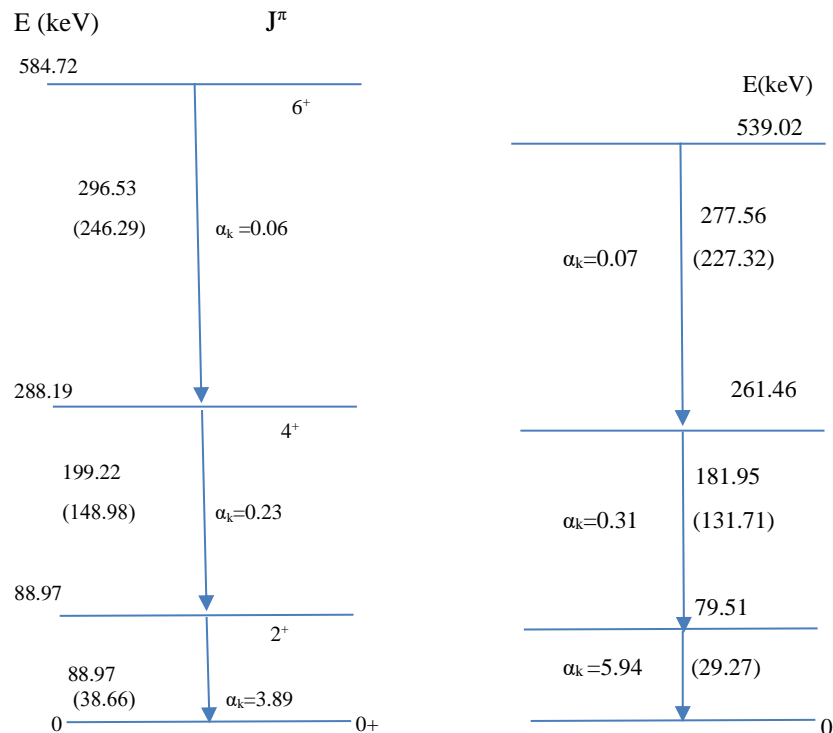 E (keV)
J^π
584.72
6⁺
296.53
(246.29)
αₖ =0.06
288.19
4⁺
199.22
(148.98)
αₖ=0.23
88.97
2⁺
88.97
(38.66)
αₖ=3.89
0
0+
E(keV)
539.02
277.56
αₖ=0.07
(227.32)
261.46
181.95
αₖ=0.31
(131.71)
79.51
αₖ=5.94
(29.27)
0